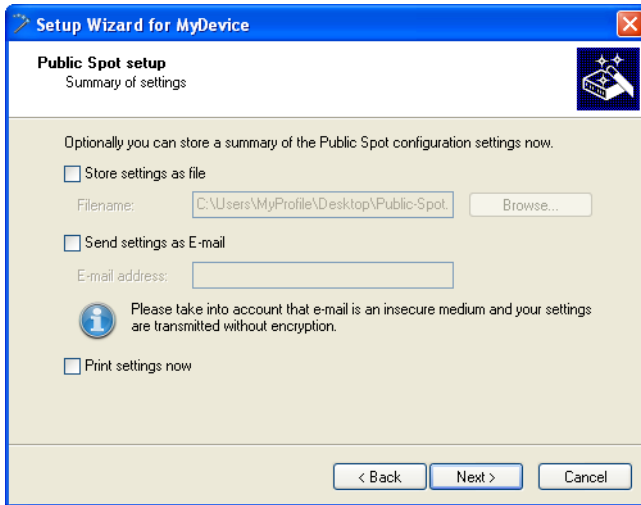 Setup Wizard for MyDevice
Public Spot setup
Summary of settings
Optionally you can store a summary of the Public Spot configuration settings now.
Store settings as file
Filename: C:\Users\MyProfile\Desktop\Public-Spot. Browse...
Send settings as E-mail
E-mail address:
Please take into account that e-mail is an insecure medium and your settings
are transmitted without encryption.
Print settings now
< Back Next > Cancel